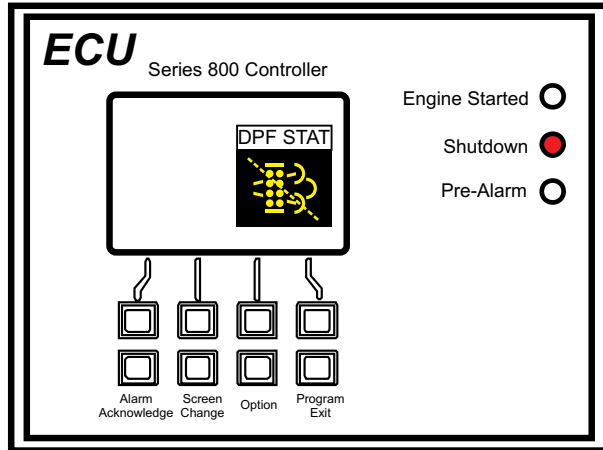 ECU
Series 800 Controller
DPF STAT
Engine Started
Shutdown
Pre-Alarm
Alarm
Acknowledge
Screen
Change
Option
Program
Exit